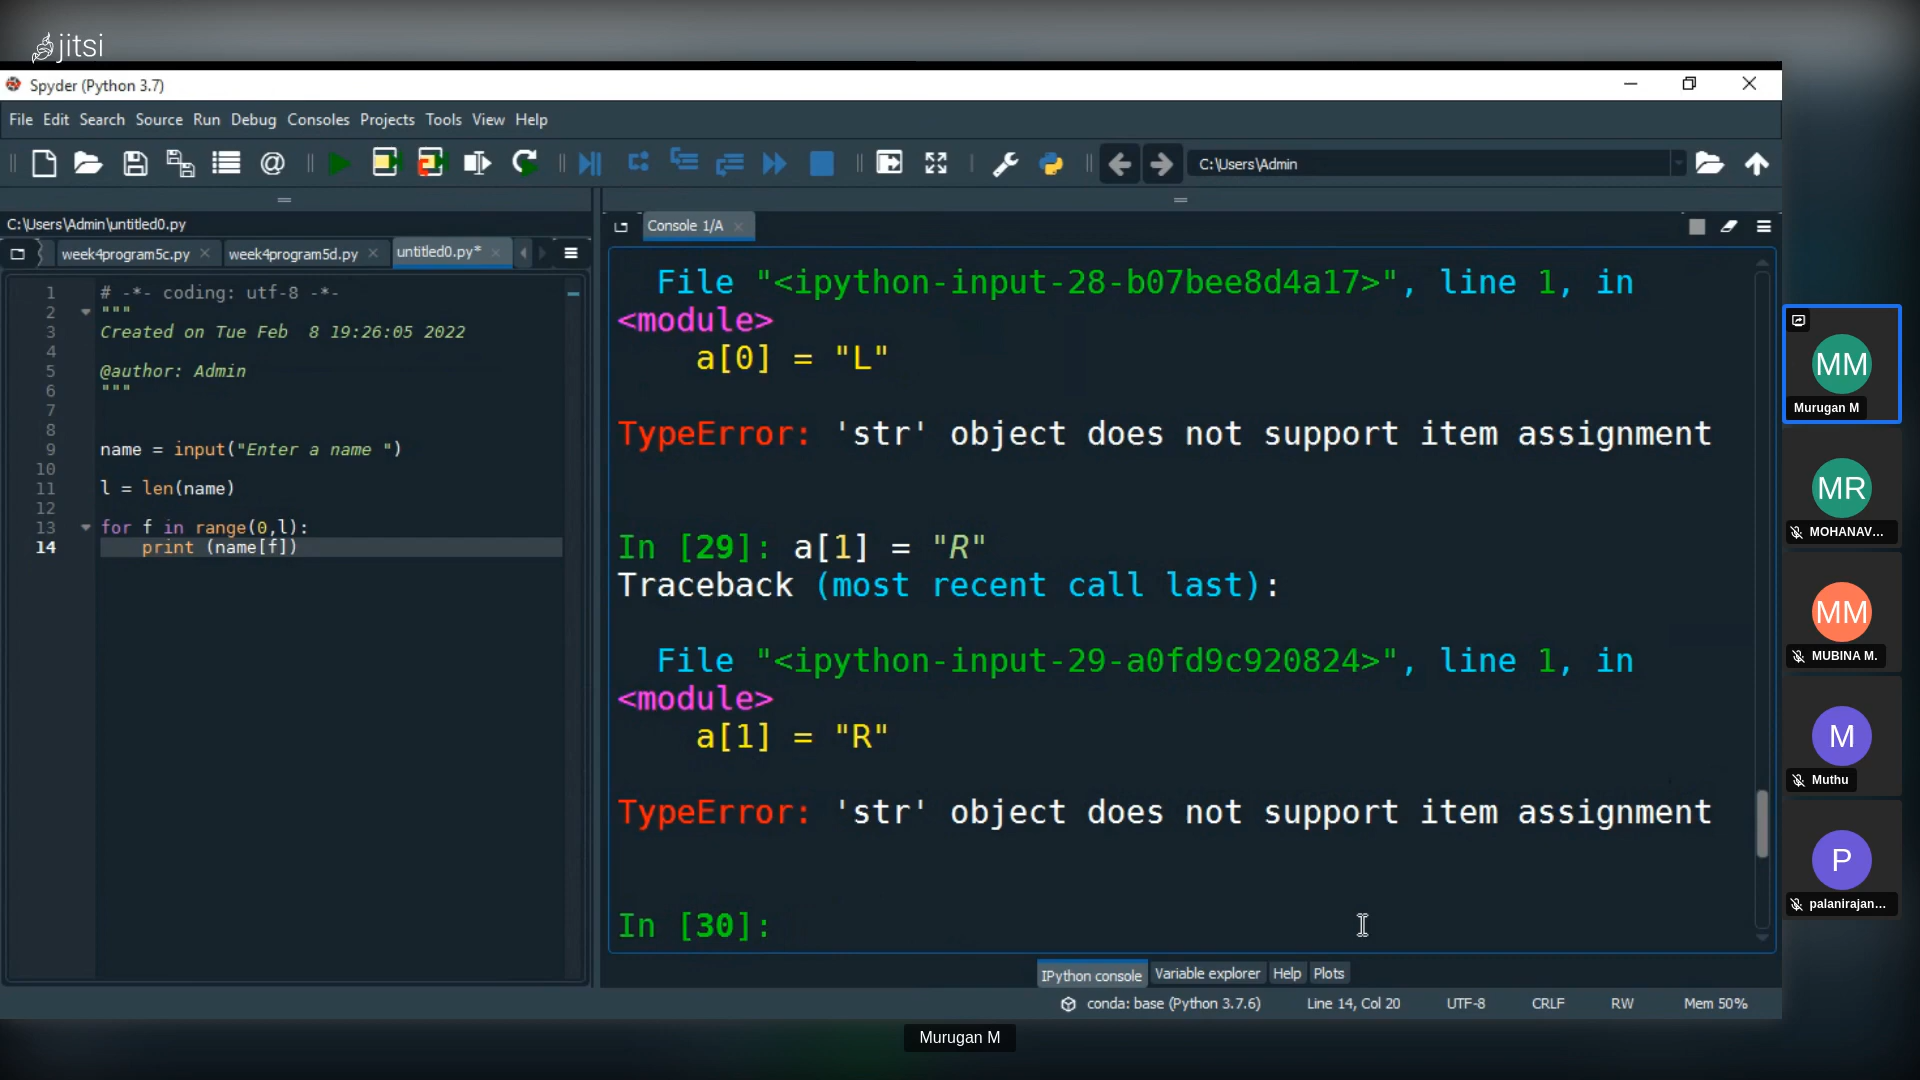 jitsi
Spyder (Python 3.7)
File Edit Search Source Run Debug Consoles Projects Tools View Help
C:\Users\Admin
C:\Users\Admin\untitled0.py
week4program5c.py week4program5d.py untitled0.py*
1 # -*- coding: utf-8 -*-
2 """
3 Created on Tue Feb  8 19:26:05 2022
4
5 @author: Admin
6 """
7
8
9 name = input("Enter a name ")
10
11 l = len(name)
12
13 for f in range(0,l):
14     print (name[f])
Console 1/A
File "<ipython-input-28-b07bee8d4a17>", line 1, in
<module>
a[0] = "L"
TypeError: 'str' object does not support item assignment
In [29]: a[1] = "R"
Traceback (most recent call last):
File "<ipython-input-29-a0fd9c920824>", line 1, in
<module>
a[1] = "R"
TypeError: 'str' object does not support item assignment
In [30]:
IPython console Variable explorer Help Plots
conda: base (Python 3.7.6) Line 14, Col 20 UTF-8 CRLF RW Mem 50%
MM
Murugan M
MR
MOHANAV...
MM
MUBINA M.
M
Muthu
P
palanirajan...
Murugan M